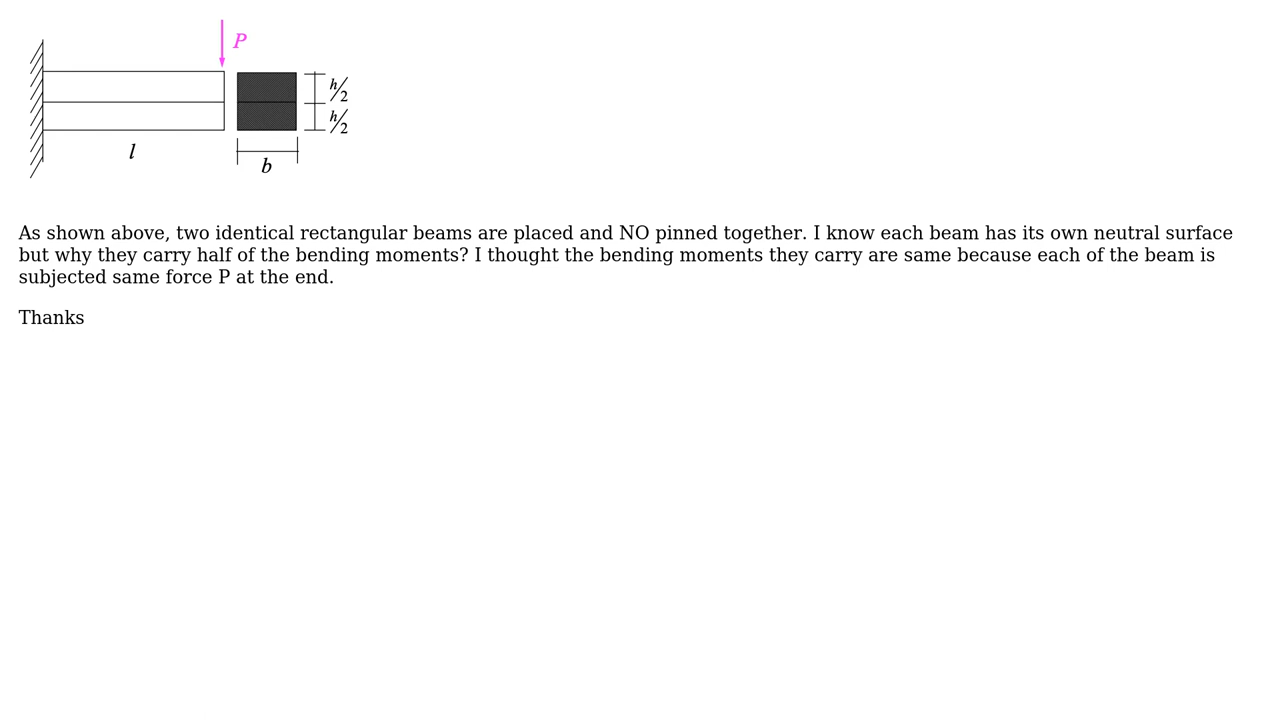 P
h/2
h/2
l
b
As shown above, two identical rectangular beams are placed and NO pinned together. I know each beam has its own neutral surface
but why they carry half of the bending moments? I thought the bending moments they carry are same because each of the beam is
subjected same force P at the end.
Thanks